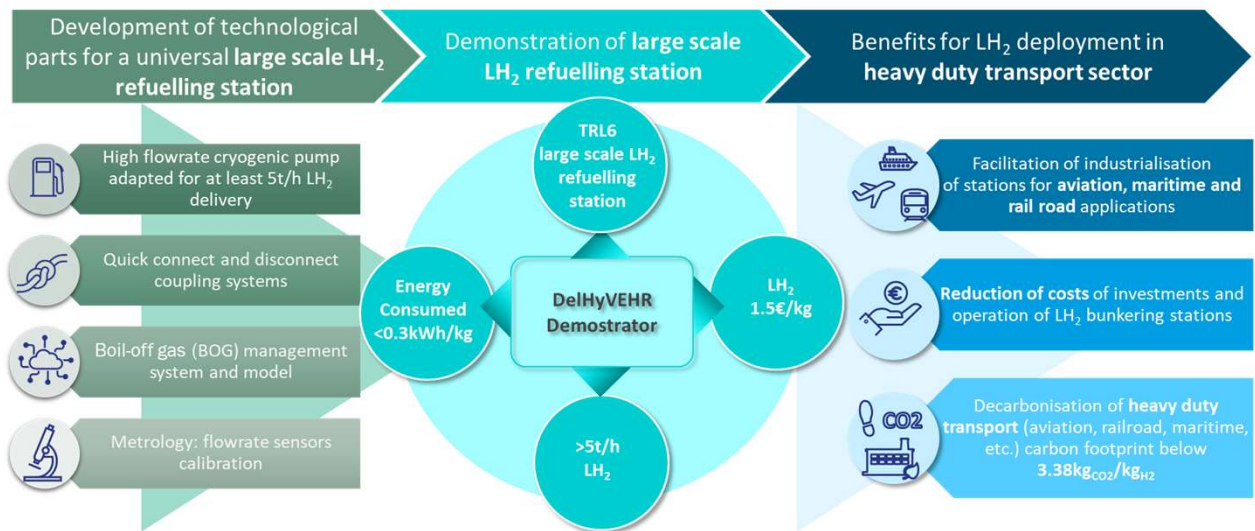 Development of technological
parts for a universal large scale LH₂
refuelling station
Demonstration of large scale
LH₂ refuelling station
Benefits for LH₂ deployment in
heavy duty transport sector
High flowrate cryogenic pump
adapted for at least 5t/h LH₂
delivery
Quick connect and disconnect
coupling systems
Boil-off gas (BOG) management
system and model
Metrology: flowrate sensors
calibration
TRL6
large scale LH₂
refuelling
station
Energy
Consumed
<0.3kWh/kg
DelHyVEHR
Demostrator
LH₂
1.5€/kg
>5t/h
LH₂
Facilitation of industrialisation
of stations for aviation, maritime and
rail road applications
€
Reduction of costs of investments and
operation of LH₂ bunkering stations
CO2
Decarbonisation of heavy duty
transport (aviation, railroad, maritime,
etc.) carbon footprint below
3.38kg_CO2/kg_H2